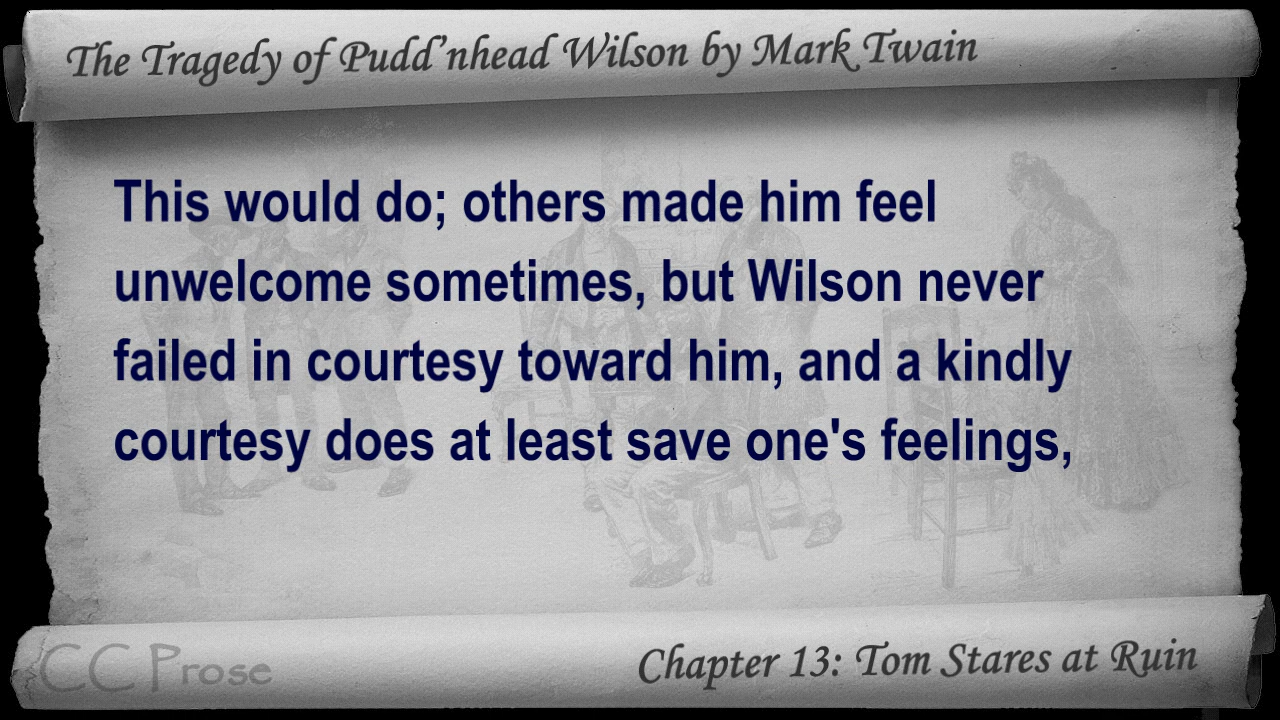 The Tragedy of Pudd'nhead Wilson by Mark Twain
This would do; others made him feel
unwelcome sometimes, but Wilson never
failed in courtesy toward him, and a kindly
courtesy does at least save one's feelings,
CC Prose
Chapter 13: Tom Stares at Ruin